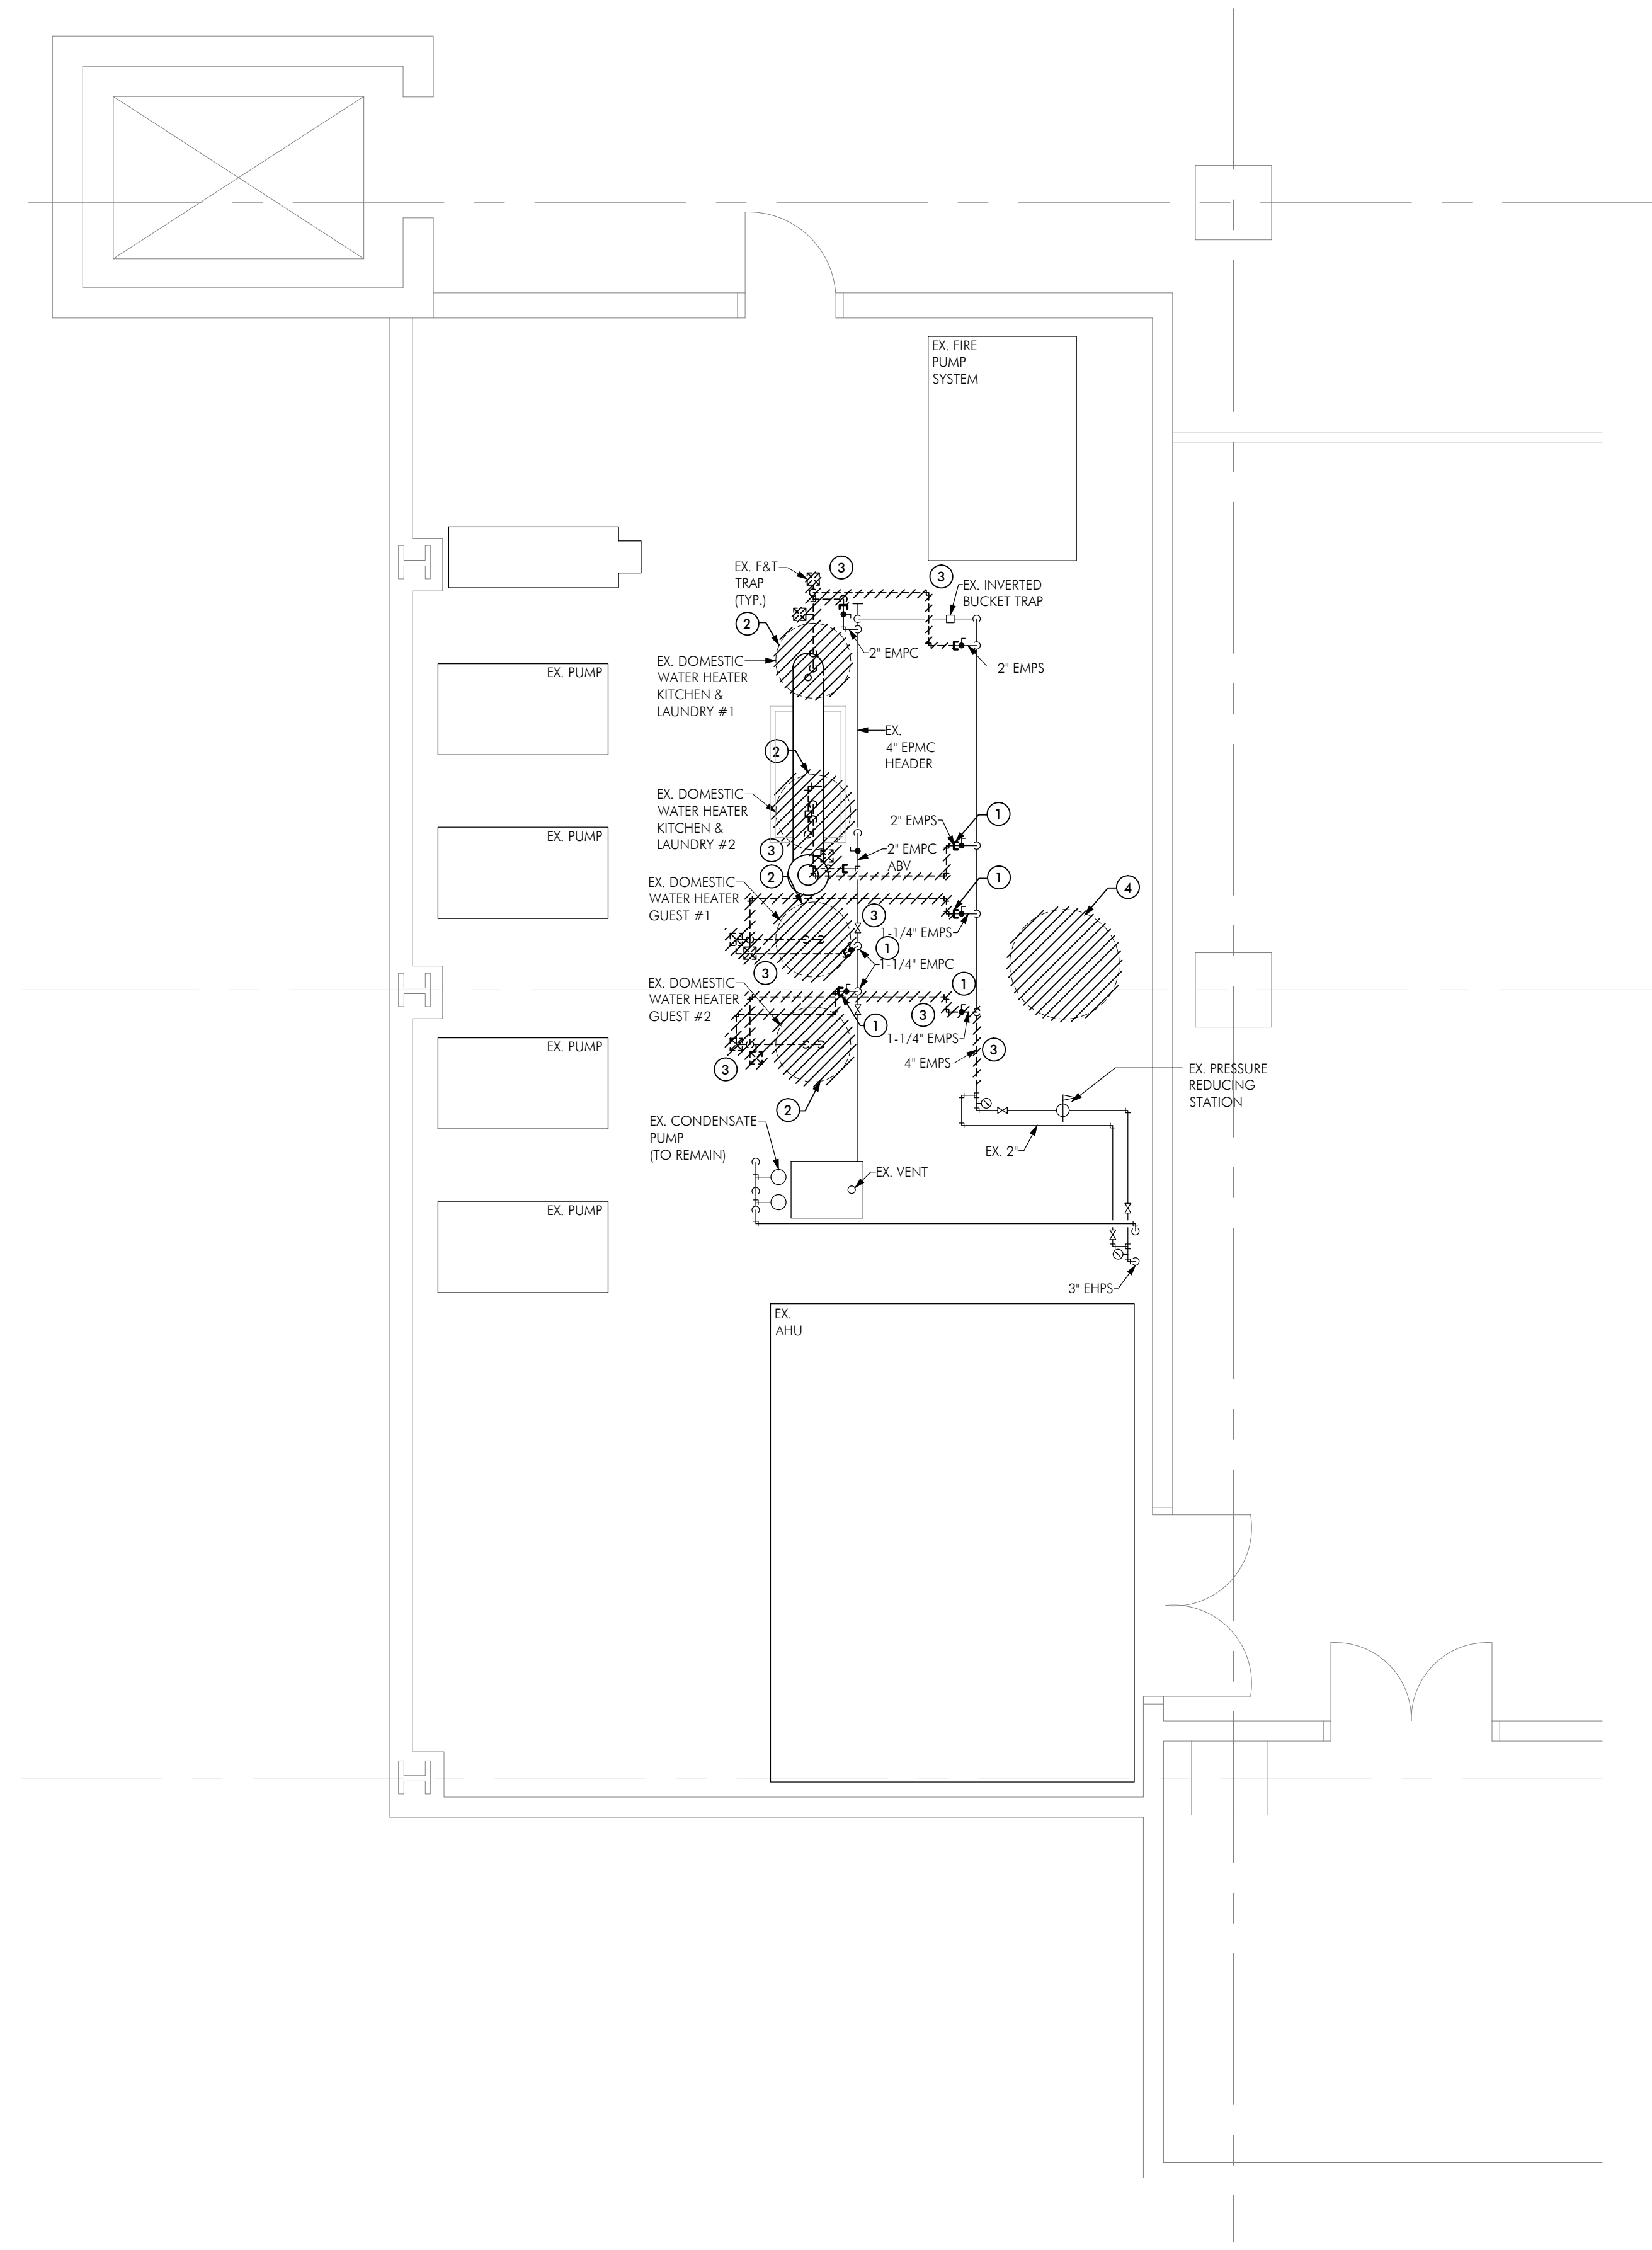 EX. FIRE
PUMP
SYSTEM
EX. F&T
TRAP
(TYP.)
3
3
EX. INVERTED
BUCKET TRAP
2
2" EMPC
2" EMPS
EX. DOMESTIC
WATER HEATER
KITCHEN &
LAUNDRY #1
EX. PUMP
EX.
4" EPMC
HEADER
2
EX. DOMESTIC
WATER HEATER
KITCHEN &
LAUNDRY #2
2" EMPS
1
EX. PUMP
3
2" EMPC
ABV
2
1
4
EX. DOMESTIC
WATER HEATER
GUEST #1
3
1-1/4" EMPS
1
1-1/4" EMPC
3
1
EX. DOMESTIC
WATER HEATER
GUEST #2
3
1
1-1/4" EMPS
EX. PUMP
4" EMPS
3
3
EX. PRESSURE
REDUCING
STATION
2
EX. CONDENSATE
PUMP
(TO REMAIN)
EX. 2"
EX. VENT
EX. PUMP
3" EHPS
EX.
AHU